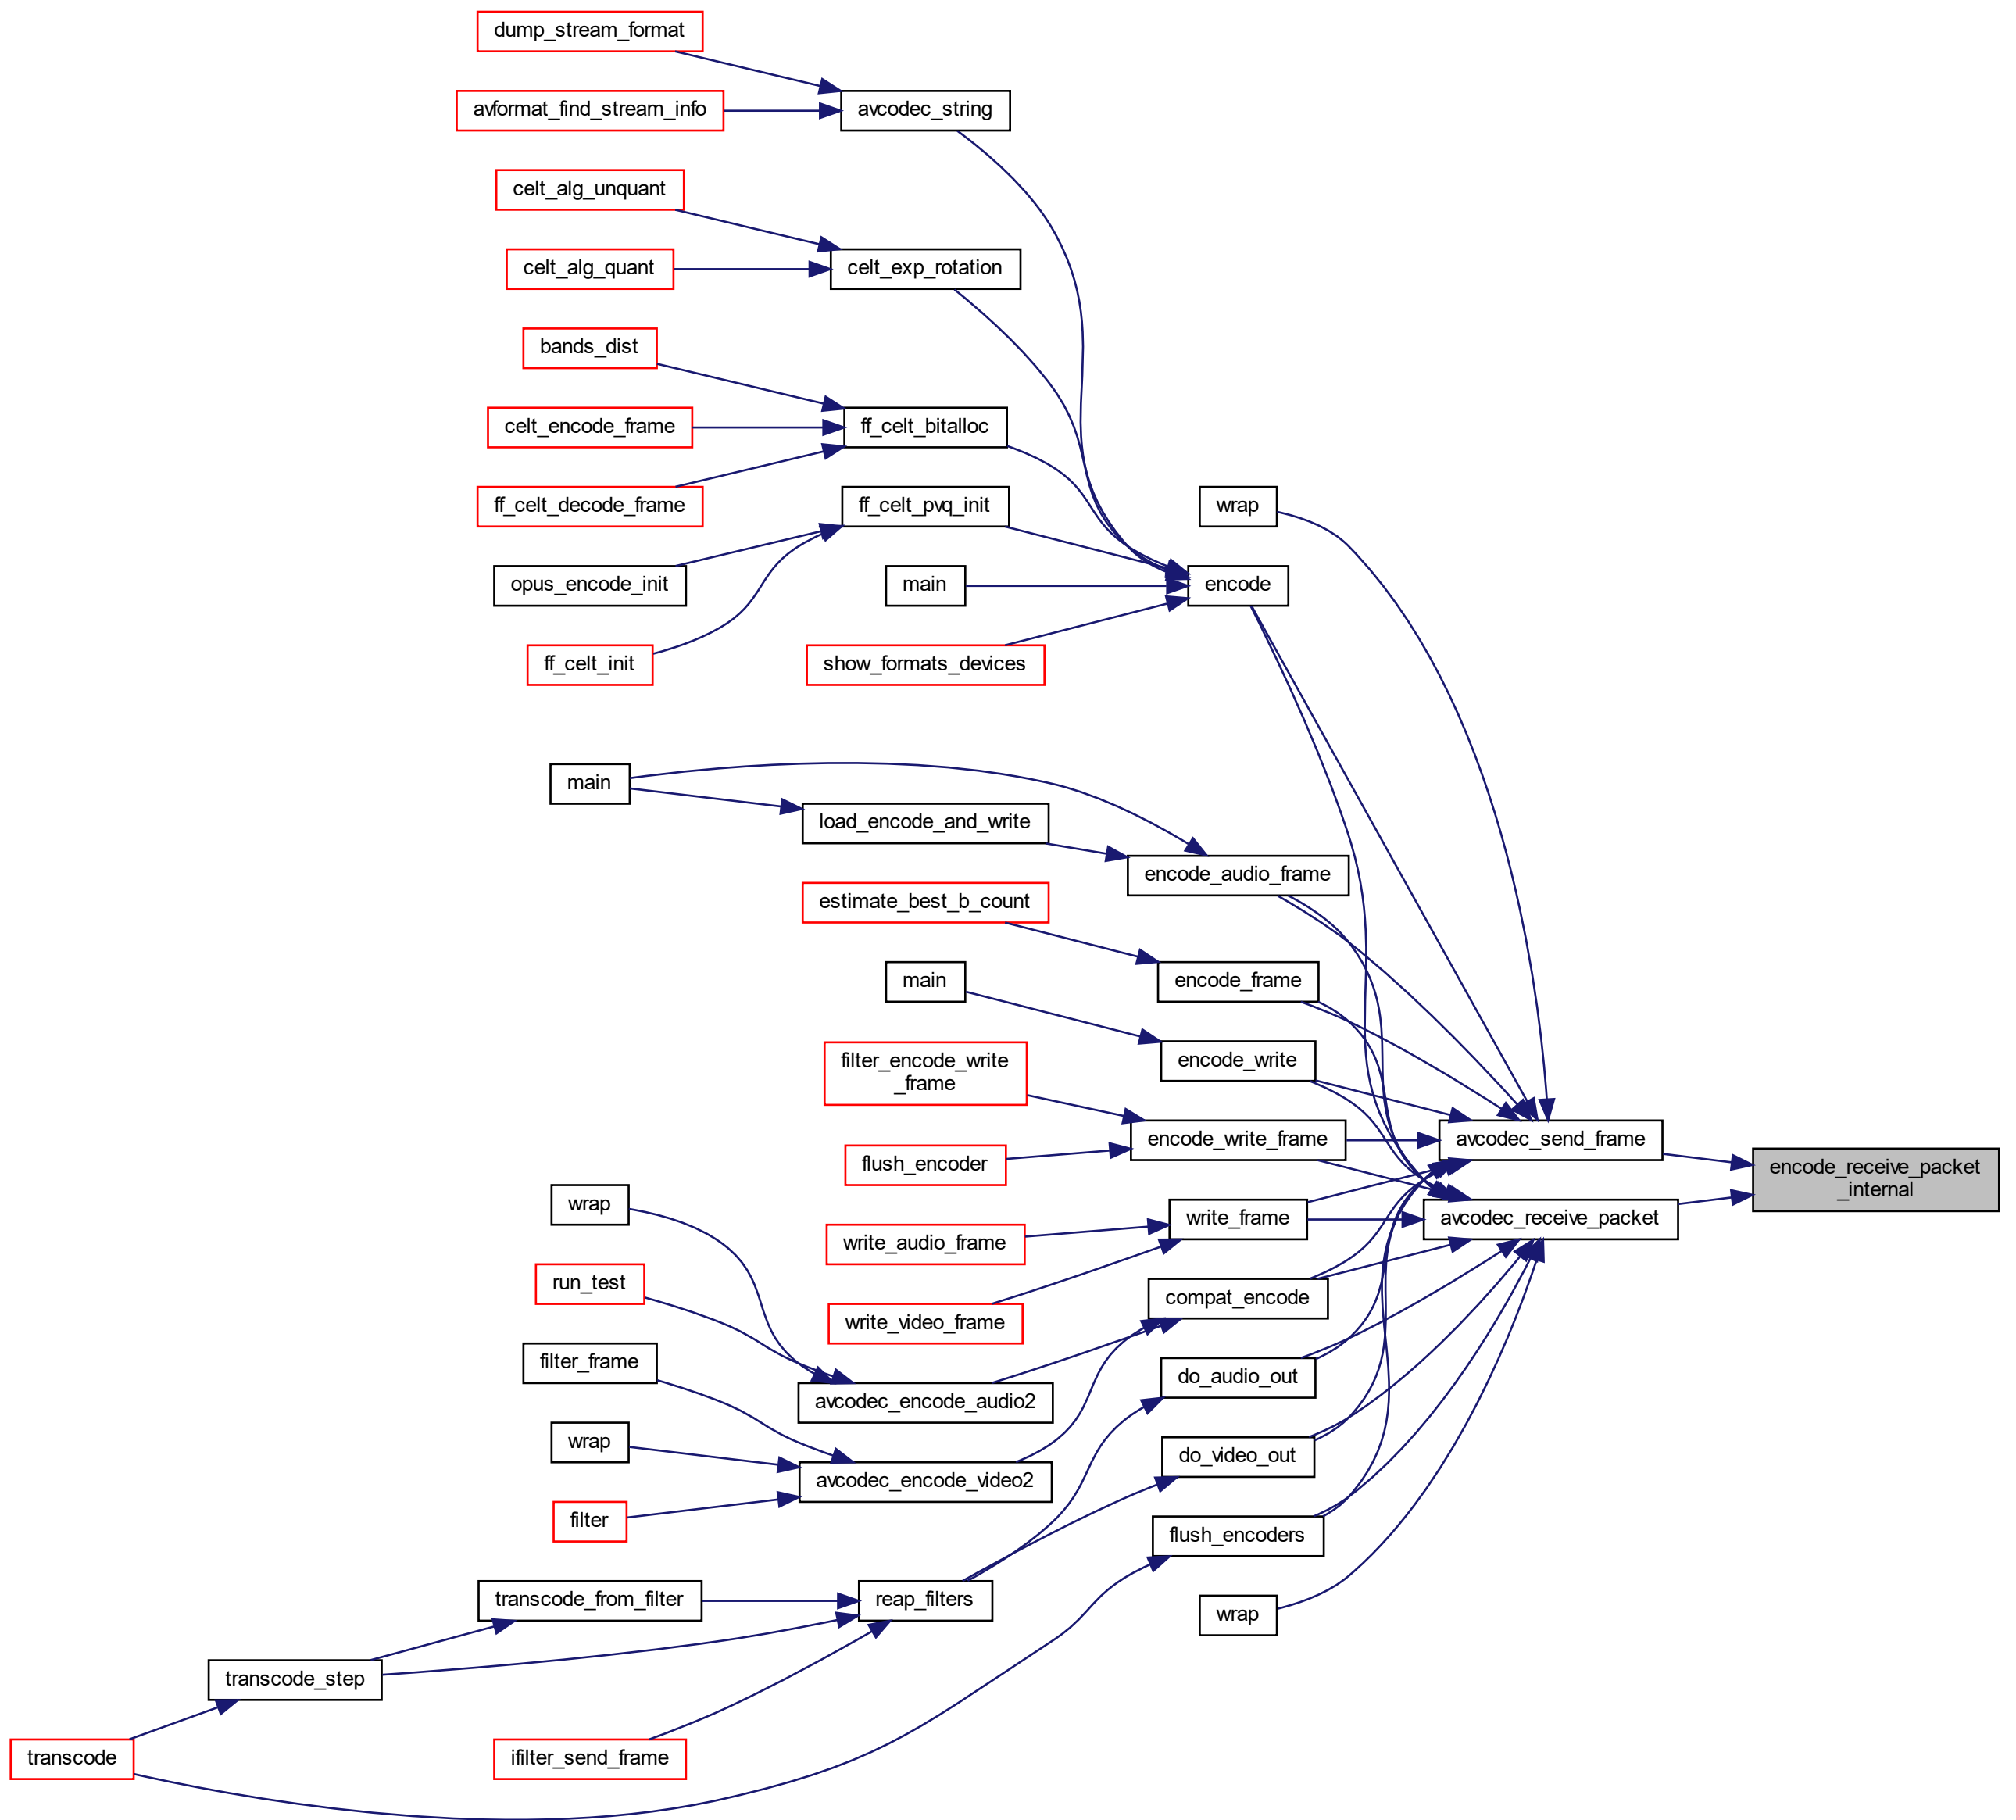 dump_stream_format
avformat_find_stream_info
avcodec_string
celt_alg_unquant
celt_alg_quant
celt_exp_rotation
bands_dist
celt_encode_frame
ff_celt_bitalloc
ff_celt_decode_frame
ff_celt_pvq_init
wrap
opus_encode_init
main
encode
ff_celt_init
show_formats_devices
main
load_encode_and_write
encode_audio_frame
estimate_best_b_count
main
encode_frame
encode_write
filter_encode_write
_frame
flush_encoder
encode_write_frame
avcodec_send_frame
encode_receive_packet
_internal
wrap
write_frame
avcodec_receive_packet
write_audio_frame
run_test
compat_encode
write_video_frame
filter_frame
avcodec_encode_audio2
do_audio_out
wrap
avcodec_encode_video2
do_video_out
filter
flush_encoders
transcode_from_filter
reap_filters
wrap
transcode_step
transcode
ifilter_send_frame